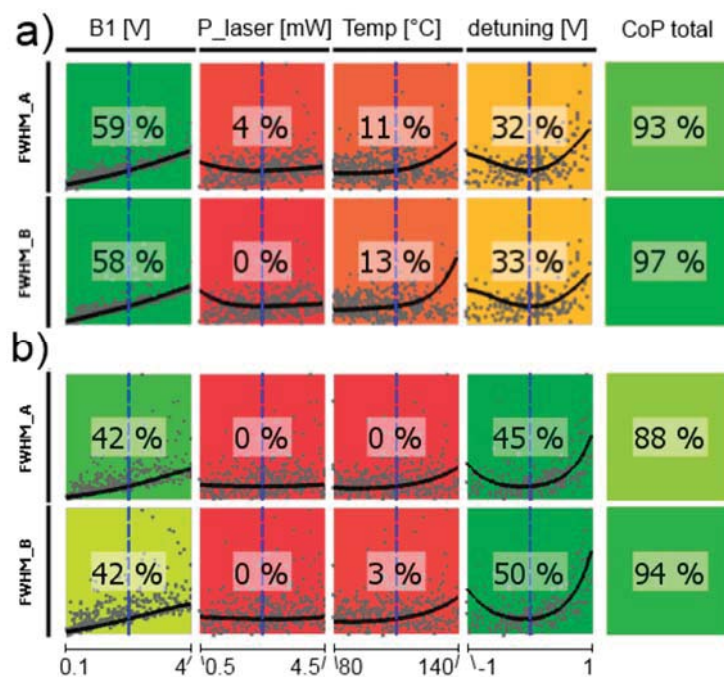 a) B1 [V] P_laser [mW] Temp [°C] detuning [V] CoP total
FWHM_A 59 % 4 % 11 % 32 % 93 %
FWHM_B 58 % 0 % 13 % 33 % 97 %
b)
FWHM_A 42 % 0 % 0 % 45 % 88 %
FWHM_B 42 % 0 % 3 % 50 % 94 %
0.1 4 0.5 4.5 80 140 -1 1